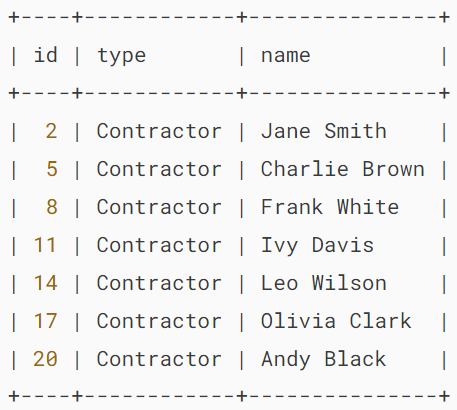 +----+------------+---------------+
| id | type       | name          |
+----+------------+---------------+
|  2 | Contractor | Jane Smith    |
|  5 | Contractor | Charlie Brown |
|  8 | Contractor | Frank White   |
| 11 | Contractor | Ivy Davis     |
| 14 | Contractor | Leo Wilson    |
| 17 | Contractor | Olivia Clark  |
| 20 | Contractor | Andy Black    |
+----+------------+---------------+